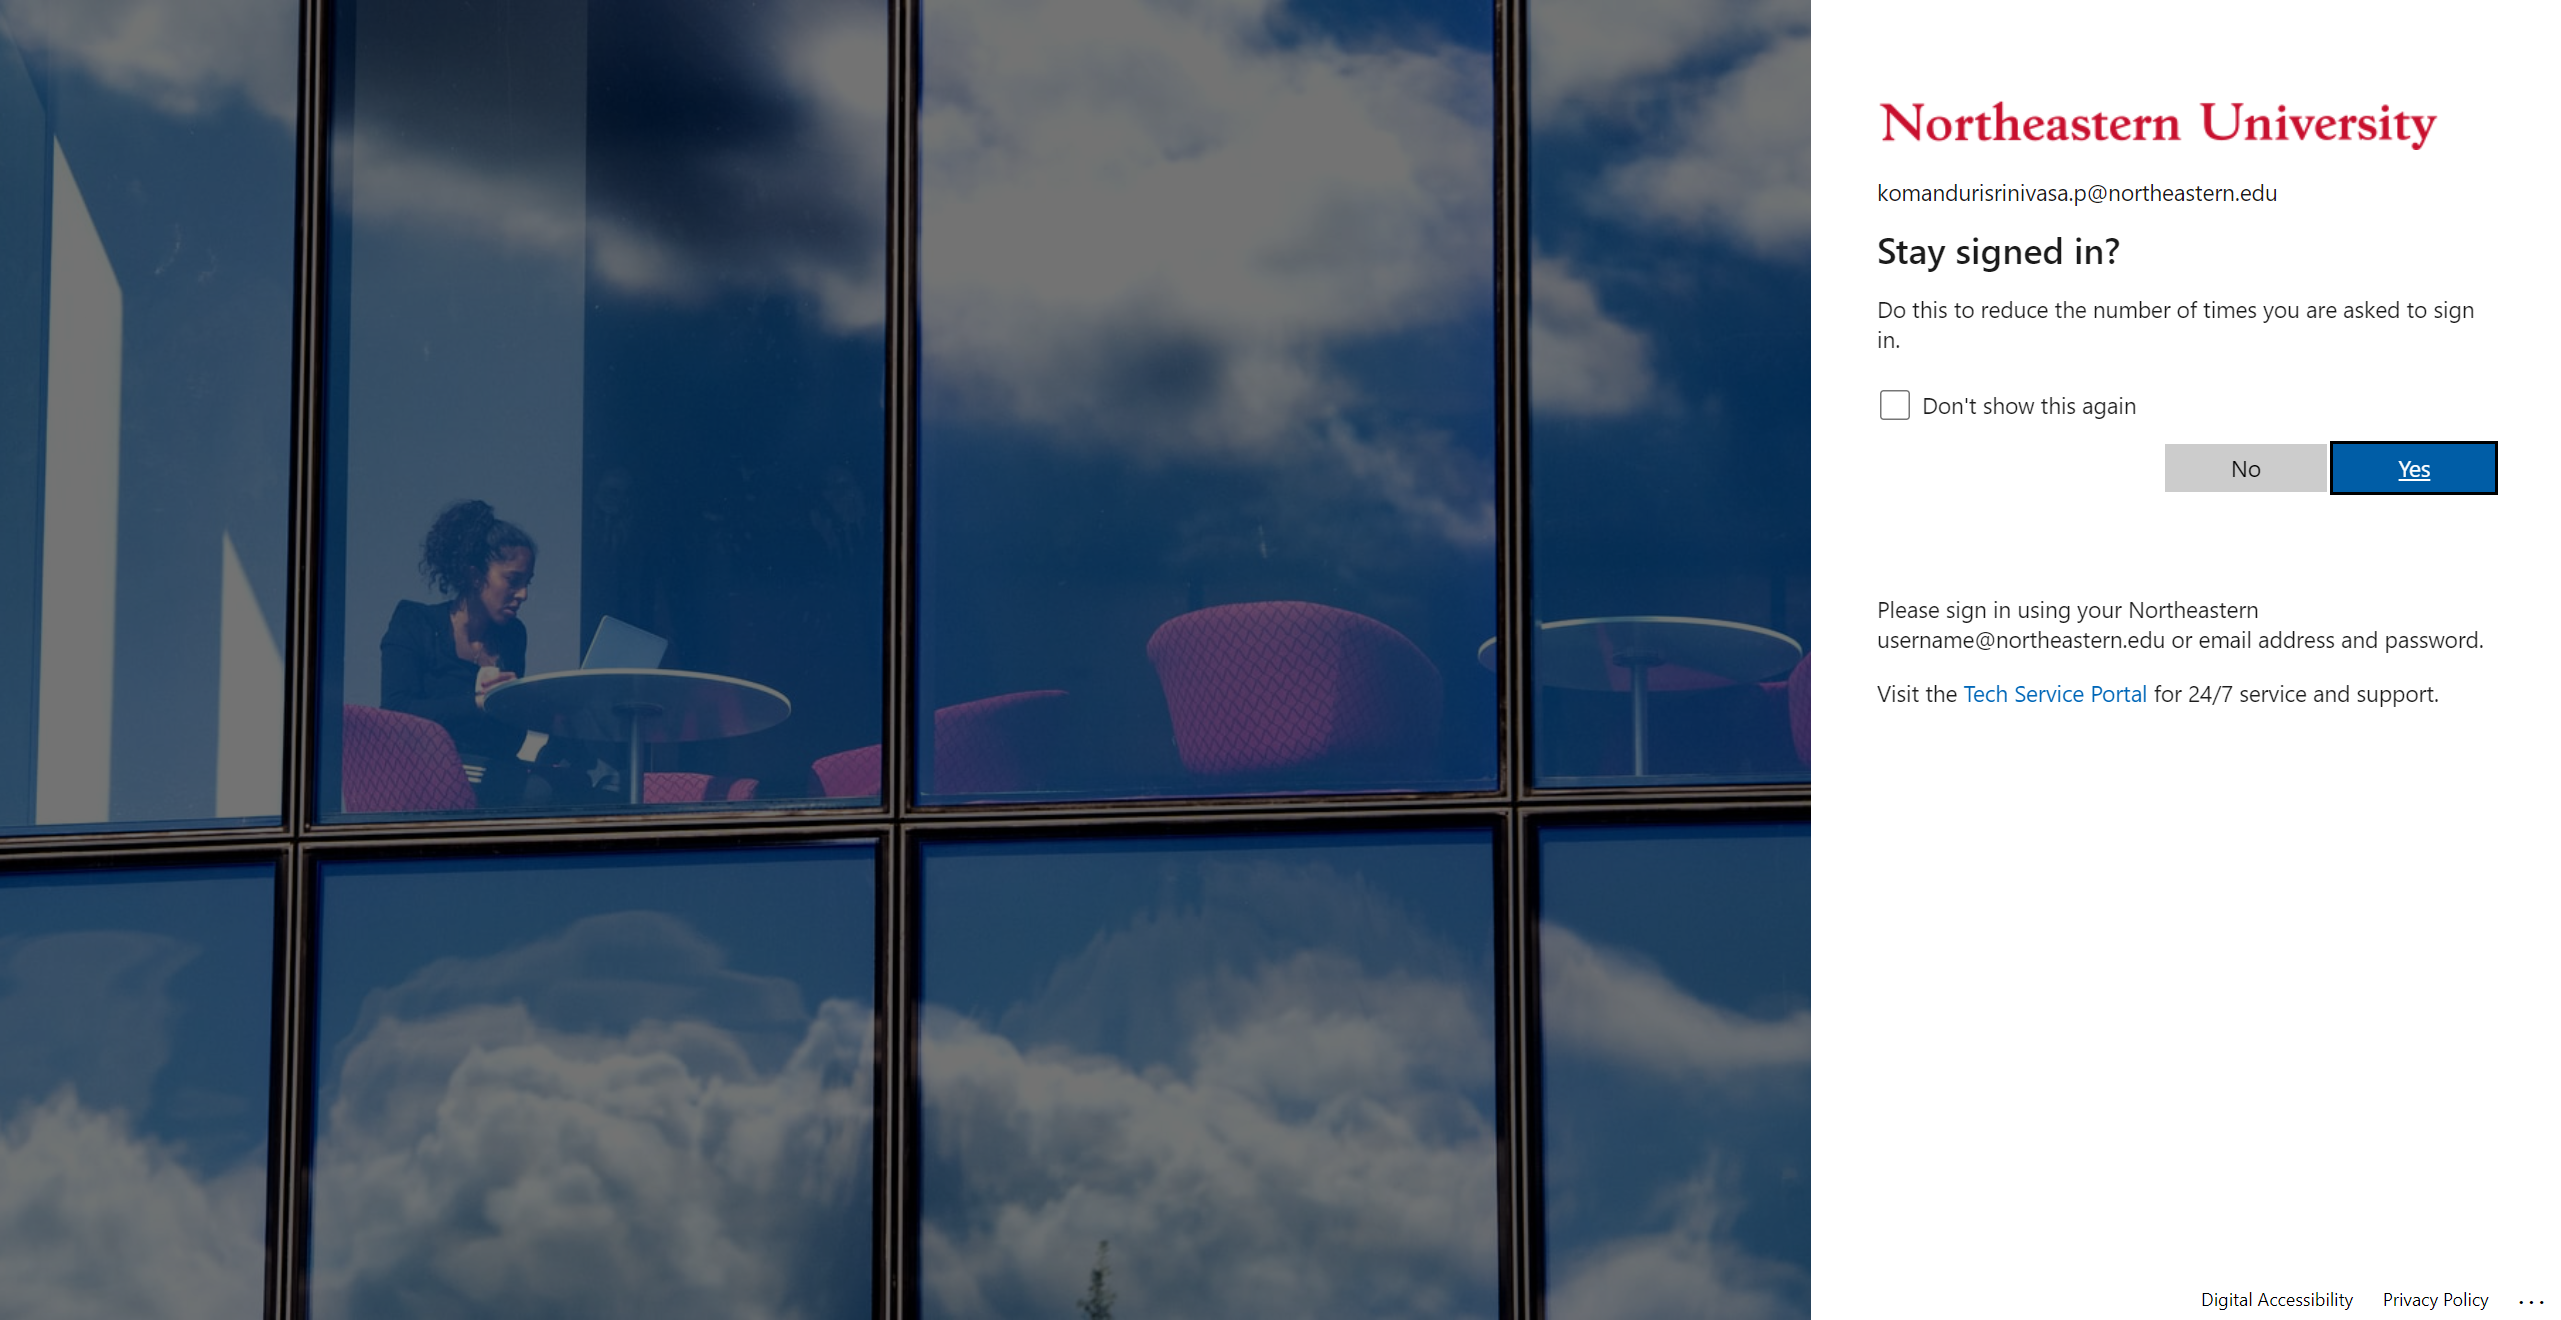 Northeastern University
komandurisrinivasa.p@northeastern.edu
Stay signed in?
Do this to reduce the number of times you are asked to sign
in.
Don't show this again
No
Yes
Please sign in using your Northeastern
username@northeastern.edu or email address and password.
Visit the Tech Service Portal for 24/7 service and support.
Digital Accessibility
Privacy Policy
...